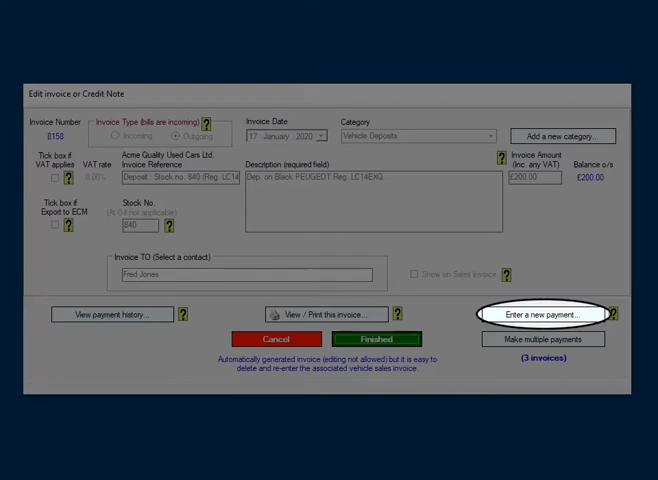 Edit invoice or Credit Note
Invoice Number
8158
Invoice Type (bills are incoming)
?
Incoming
Outgoing
Invoice Date
17 January 2020
Category
Vehicle Deposits
Add a new category...
Tick box if
VAT applies
?
VAT rate
0.00%
Acme Quality Used Cars Ltd.
Invoice Reference
Deposit : Stock no. 840 (Reg. LC14
Description (required field)
?
Dep. on Black PEUGEOT Reg. LC14EXG
Invoice Amount
(Inc. any VAT)
£200.00
Balance o/s
£200.00
Tick box if
Export to ECM
?
Stock No.
(At 0 if not applicable)
840
?
Invoice TO (Select a contact)
Fred Jones
Show on Sales Invoice
?
View payment history...
?
View / Print this invoice...
?
Enter a new payment...
?
Cancel
Finished
Make multiple payments
(3 invoices)
Automatically generated invoice (editing not allowed) but it is easy to
delete and re-enter the associated vehicle sales invoice.